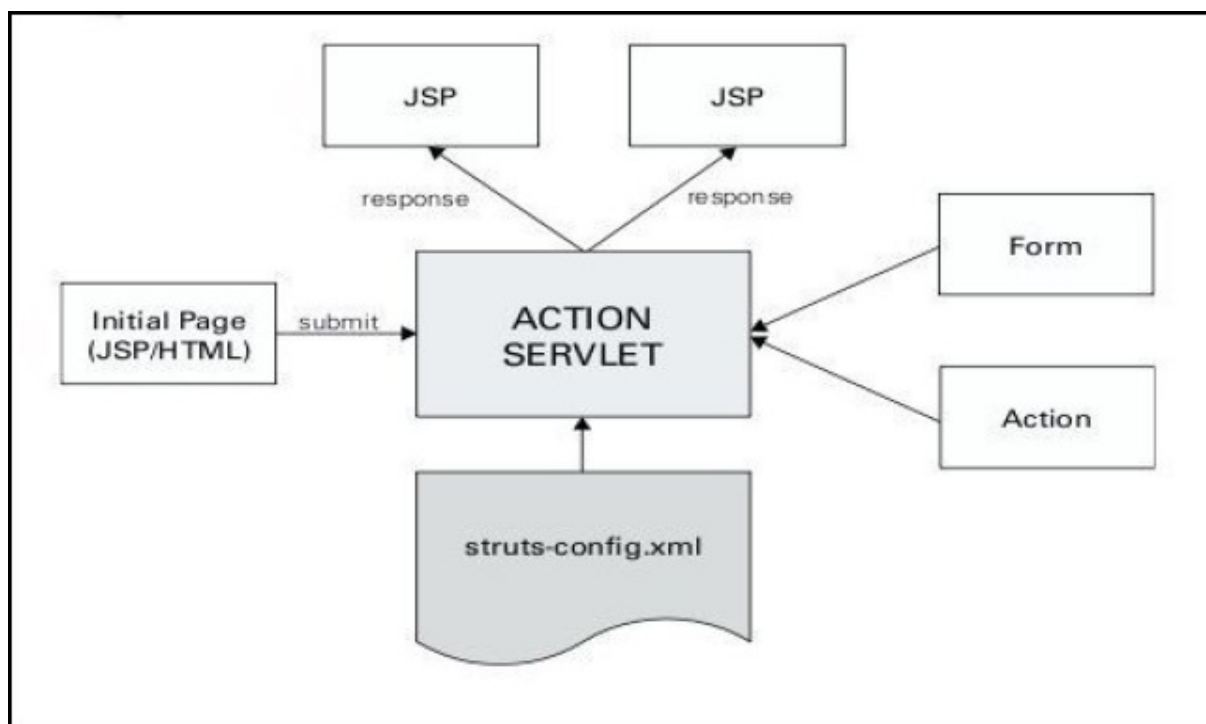 JSP
JSP
response
response
Form
Initial Page
(JSP/HTML)
submit
ACTION
SERVLET
Action
struts-config.xml